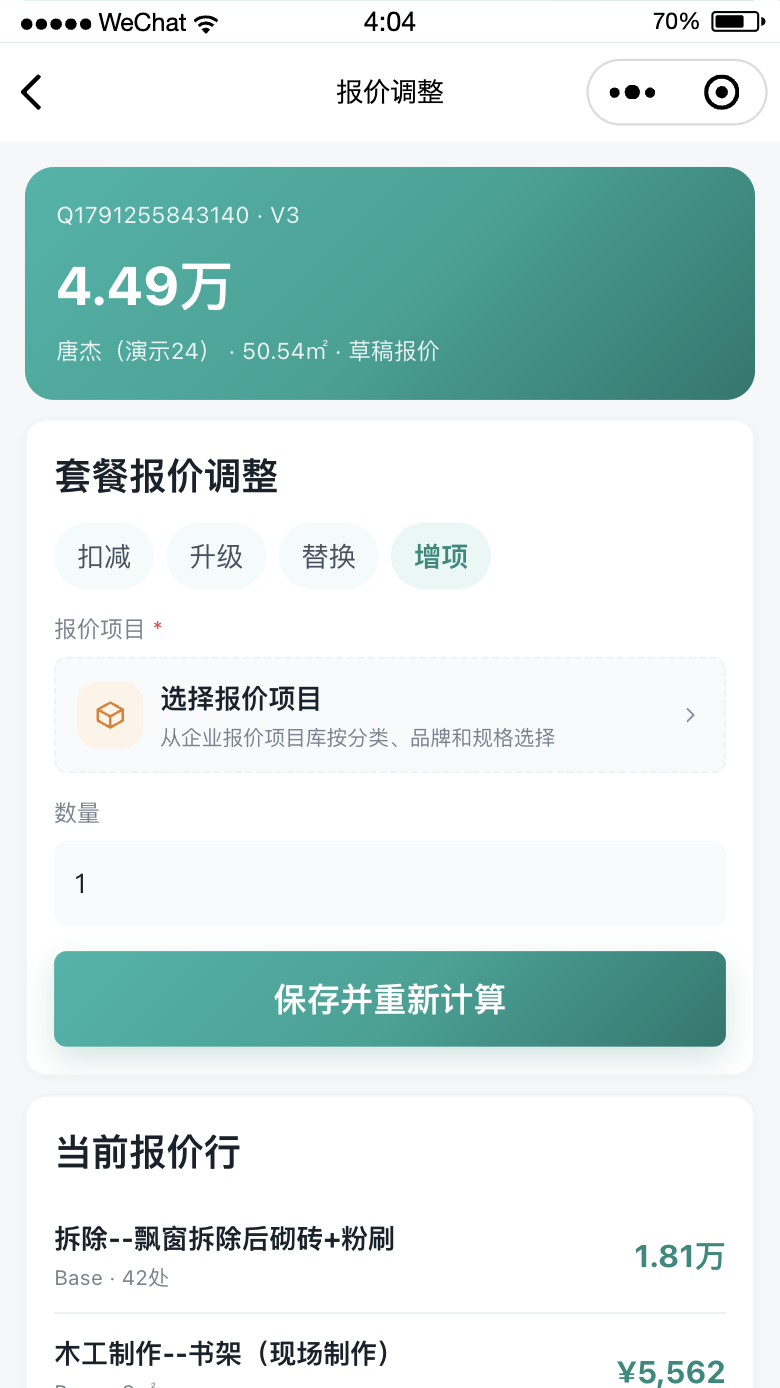 WeChat 4:04 70%
报价调整
Q1791255843140 · V3
4.49万
唐杰（演示24） · 50.54㎡ · 草稿报价
套餐报价调整
扣减 升级 替换 增项
报价项目 *
选择报价项目
从企业报价项目库按分类、品牌和规格选择
数量
1
保存并重新计算
当前报价行
拆除--飘窗拆除后砌砖+粉刷
1.81万
Base · 42处
木工制作--书架（现场制作）
¥5,562